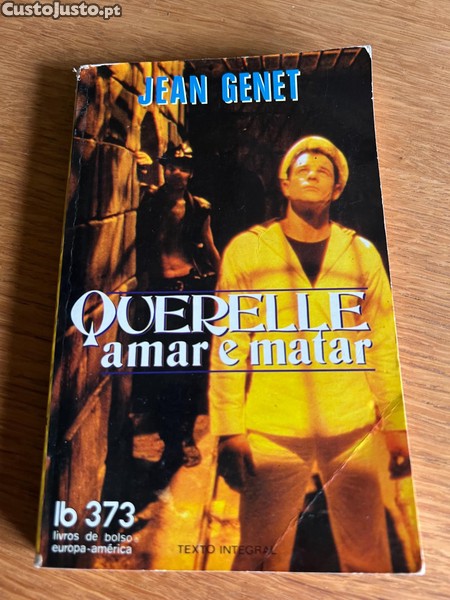 CustoJusto.pt
JEAN GENET
QUERELLE
amar e matar
lb 373
livros de bolso
europa-américa
TEXTO INTEGRAL